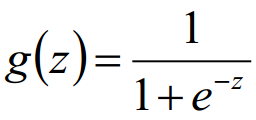 g(z) = 1 / (1 + e^{-z})